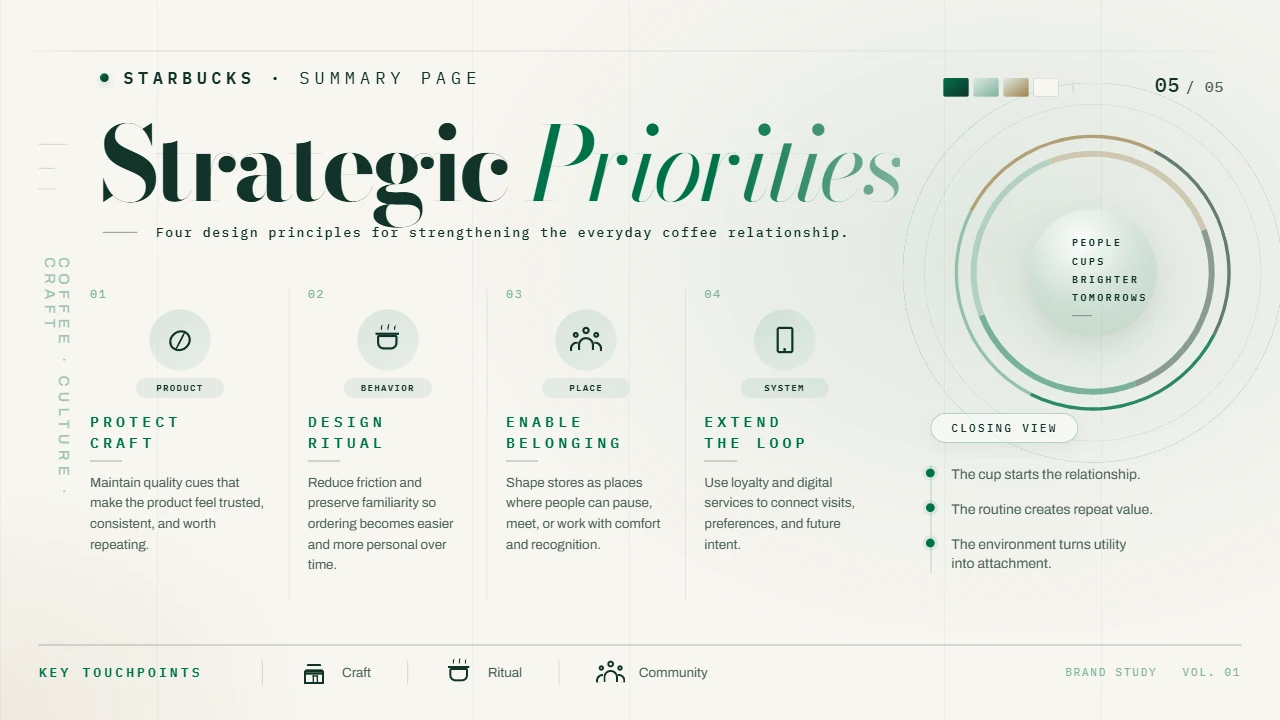 STARBUCKS · SUMMARY PAGE
05 / 05
Strategic Priorities
Four design principles for strengthening the everyday coffee relationship.
COFFEE · CULTURE ·
CRAFT
01
PRODUCT
PROTECT
CRAFT
Maintain quality cues that
make the product feel trusted,
consistent, and worth
repeating.
02
BEHAVIOR
DESIGN
RITUAL
Reduce friction and
preserve familiarity so
ordering becomes easier
and more personal over
time.
03
PLACE
ENABLE
BELONGING
Shape stores as places
where people can pause,
meet, or work with comfort
and recognition.
04
SYSTEM
EXTEND
THE LOOP
Use loyalty and digital
services to connect visits,
preferences, and future
intent.
PEOPLE
CUPS
BRIGHTER
TOMORROWS
CLOSING VIEW
The cup starts the relationship.
The routine creates repeat value.
The environment turns utility
into attachment.
KEY TOUCHPOINTS
Craft
Ritual
Community
BRAND STUDY VOL. 01